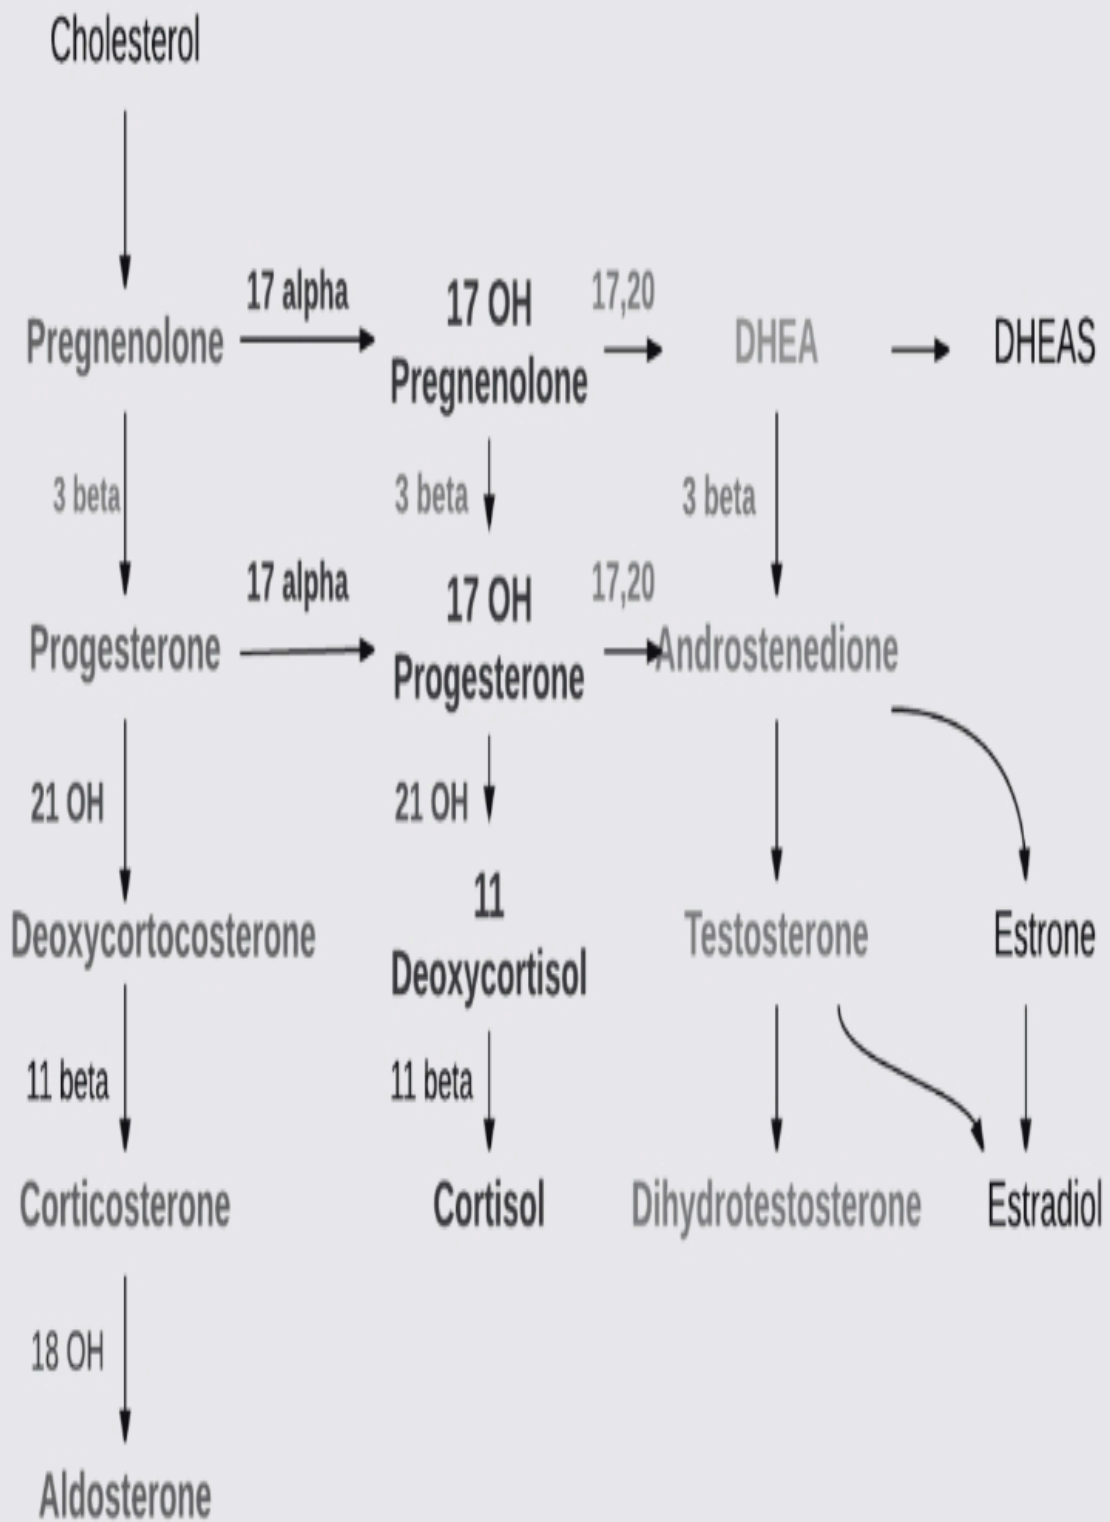 Cholesterol
17 alpha
17 OH
17,20
Pregnenolone
Pregnenolone
DHEA
DHEAS
3 beta
3 beta
3 beta
17 alpha
17 OH
17,20
Progesterone
Progesterone
Androstenedione
21 OH
21 OH
11
Deoxycortocosterone
Deoxycortisol
Testosterone
Estrone
11 beta
11 beta
Corticosterone
Cortisol
Dihydrotestosterone
Estradiol
18 OH
Aldosterone